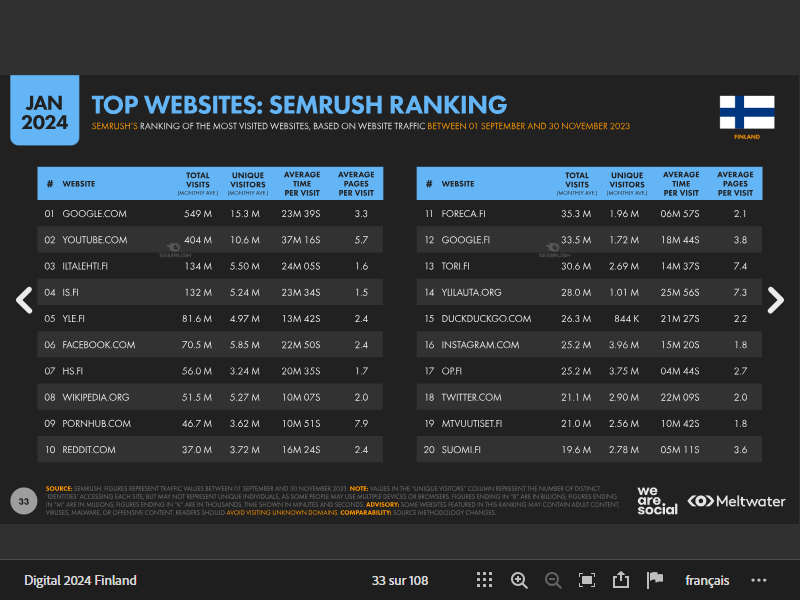 JAN
2024
TOP WEBSITES: SEMRUSH RANKING
SEMRUSH'S RANKING OF THE MOST VISITED WEBSITES, BASED ON WEBSITE TRAFFIC BETWEEN 01 SEPTEMBER AND 30 NOVEMBER 2023
FINLAND
# WEBSITE TOTAL VISITS (MONTHLY AVE.) UNIQUE VISITORS (MONTHLY AVE.) AVERAGE TIME PER VISIT AVERAGE PAGES PER VISIT
01 GOOGLE.COM 549 M 15.3 M 23M 39S 3.3
02 YOUTUBE.COM 404 M 10.6 M 37M 16S 5.7
03 ILTALEHTI.FI 134 M 5.50 M 24M 05S 1.6
04 IS.FI 132 M 5.24 M 23M 34S 1.5
05 YLE.FI 81.6 M 4.97 M 13M 42S 2.4
06 FACEBOOK.COM 70.5 M 5.85 M 22M 50S 2.4
07 HS.FI 56.0 M 3.24 M 20M 35S 1.7
08 WIKIPEDIA.ORG 51.5 M 5.27 M 10M 07S 2.0
09 PORNHUB.COM 46.7 M 3.62 M 10M 51S 7.9
10 REDDIT.COM 37.0 M 3.72 M 16M 24S 2.4
SEMRUSH
# WEBSITE TOTAL VISITS (MONTHLY AVE.) UNIQUE VISITORS (MONTHLY AVE.) AVERAGE TIME PER VISIT AVERAGE PAGES PER VISIT
11 FORECA.FI 35.3 M 1.96 M 06M 57S 2.1
12 GOOGLE.FI 33.5 M 1.72 M 18M 44S 3.8
13 TORI.FI 30.6 M 2.69 M 14M 37S 7.4
14 YLILAUTA.ORG 28.0 M 1.01 M 25M 56S 7.3
15 DUCKDUCKGO.COM 26.3 M 844 K 21M 27S 2.2
16 INSTAGRAM.COM 25.2 M 3.96 M 15M 20S 1.8
17 OP.FI 25.2 M 3.75 M 04M 44S 2.7
18 TWITTER.COM 21.1 M 2.90 M 22M 09S 2.0
19 MTVUUTISET.FI 21.0 M 2.56 M 10M 42S 1.8
20 SUOMI.FI 19.6 M 2.78 M 05M 11S 3.6
SEMRUSH
33
SOURCE: SEMRUSH. FIGURES REPRESENT TRAFFIC VALUES BETWEEN 01 SEPTEMBER AND 30 NOVEMBER 2023. NOTE: VALUES IN THE "UNIQUE VISITORS" COLUMN REPRESENT THE NUMBER OF DISTINCT
"IDENTITIES" ACCESSING EACH SITE, BUT MAY NOT REPRESENT UNIQUE INDIVIDUALS, AS SOME PEOPLE MAY USE MULTIPLE DEVICES OR BROWSERS. FIGURES ENDING IN "B" ARE IN BILLIONS, FIGURES ENDING
IN "M" ARE IN MILLIONS, FIGURES ENDING IN "K" ARE IN THOUSANDS. TIME SHOWN IN MINUTES AND SECONDS. ADVISORY: SOME WEBSITES FEATURED IN THIS RANKING MAY CONTAIN ADULT CONTENT,
VIRUSES, MALWARE, OR OFFENSIVE CONTENT. READERS SHOULD AVOID VISITING UNKNOWN DOMAINS. COMPARABILITY: SOURCE METHODOLOGY CHANGES.
we
are.
social
Meltwater
Digital 2024 Finland
33 sur 108
français